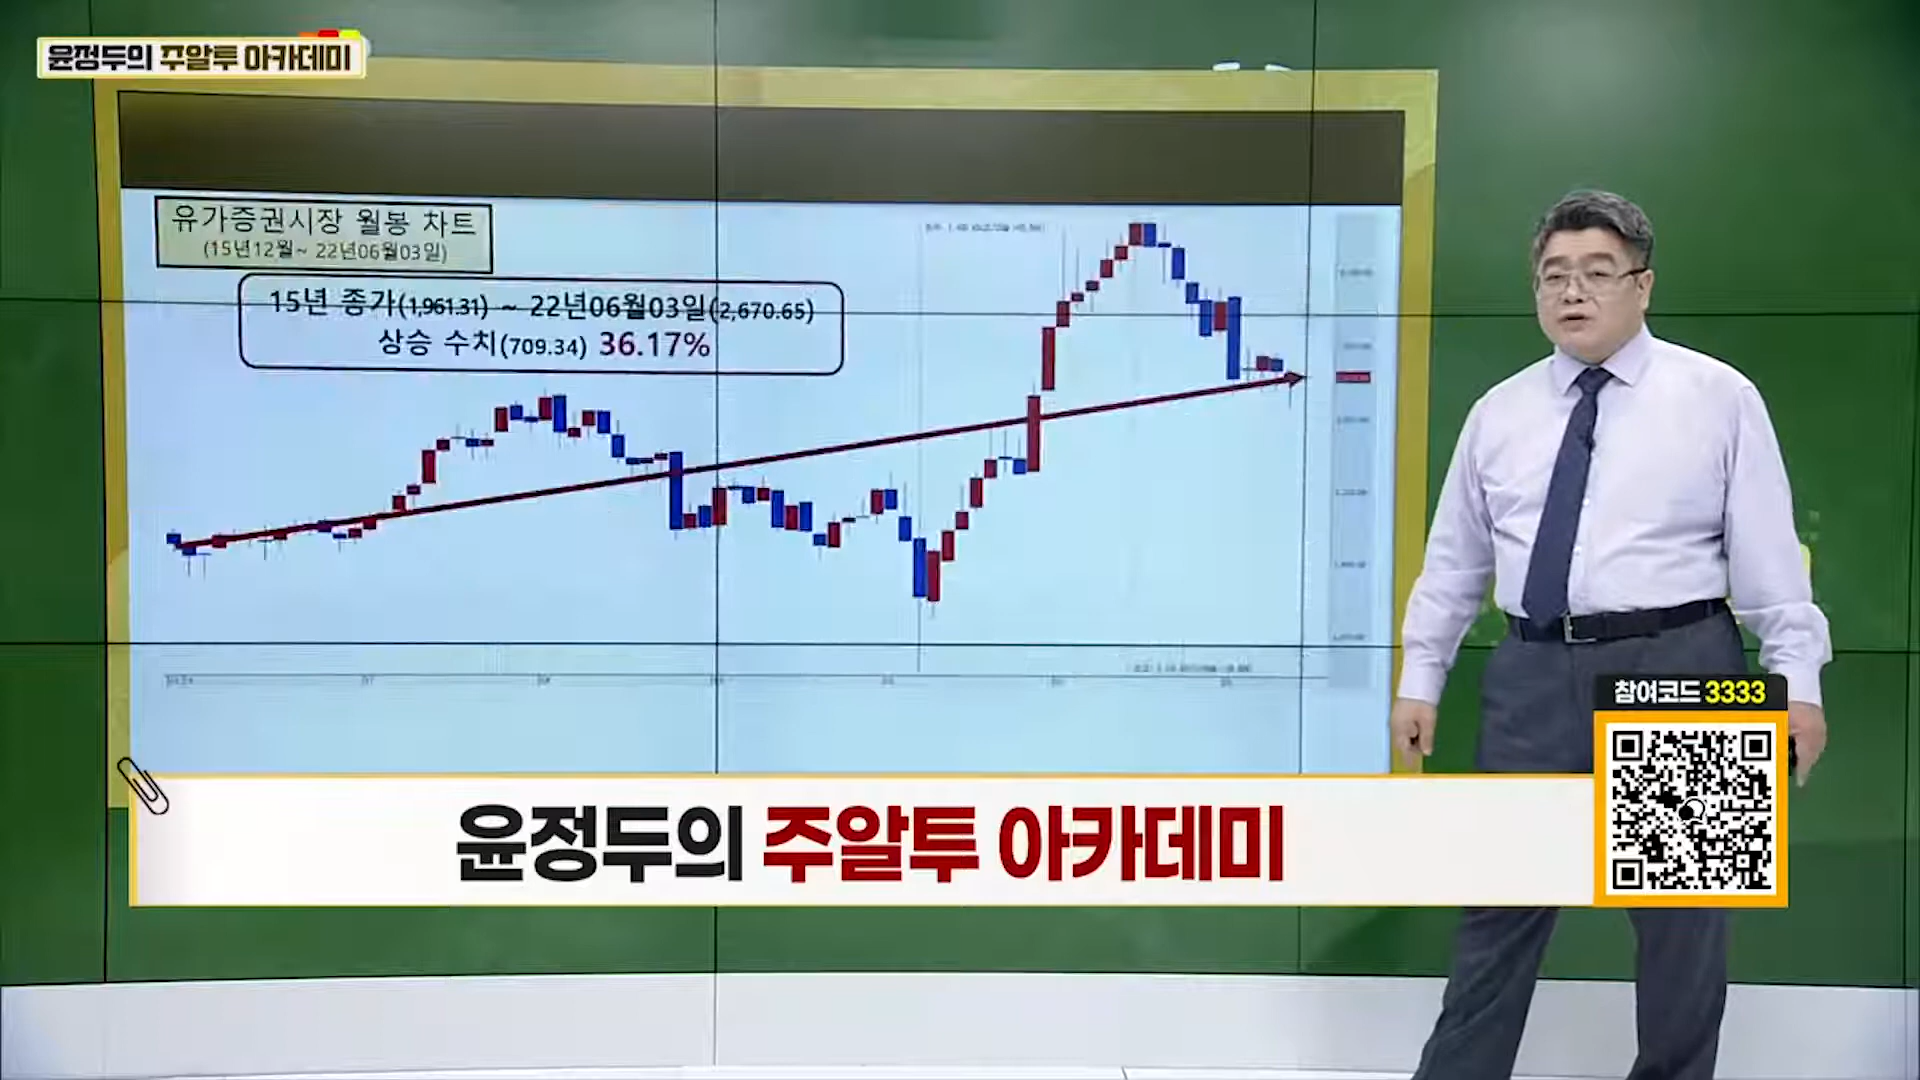 윤정두의 주알투 아카데미
유가증권시장 월봉 차트
(15년12월~ 22년06월03일)
15년 종가(1,961.31) ~ 22년06월03일(2,670.65)
상승 수치(709.34) 36.17%
참여코드 3333
윤정두의 주알투 아카데미